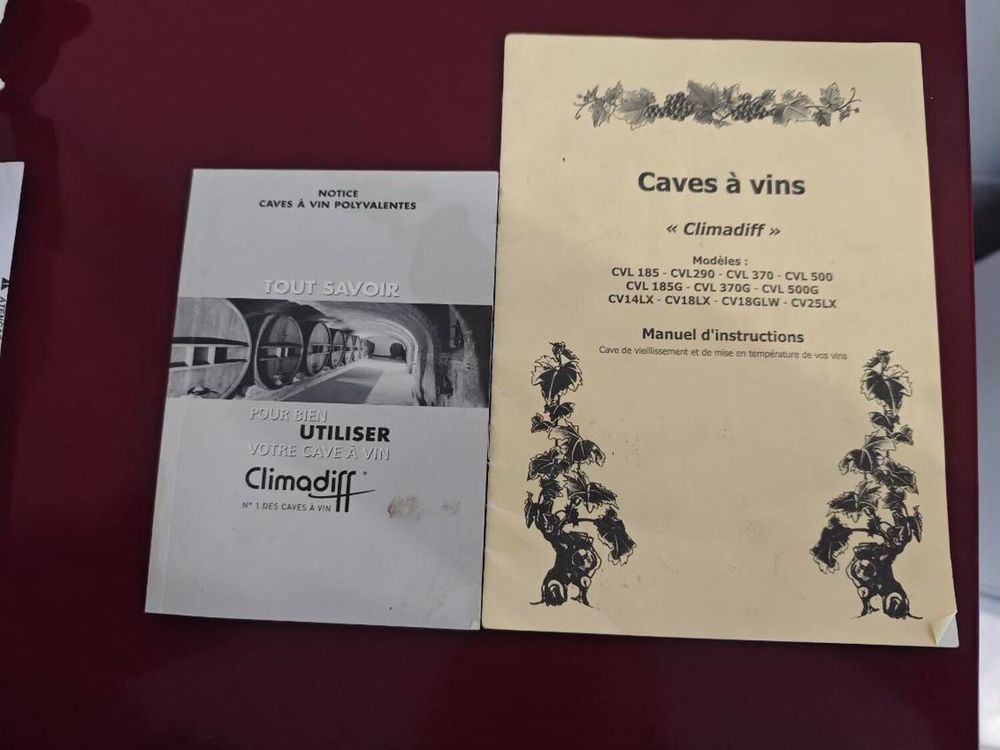 NOTICE
CAVES À VIN POLYVALENTES
TOUT SAVOIR
POUR BIEN
UTILISER
VOTRE CAVE À VIN
Climadiff
N° 1 DES CAVES À VIN
Caves à vins
« Climadiff »
Modèles :
CVL 185 - CVL290 - CVL 370 - CVL 500
CVL 185G - CVL 370G - CVL 500G
CV14LX - CV18LX - CV18GLW - CV25LX
Manuel d'instructions
Cave de vieillissement et de mise en température de vos vins